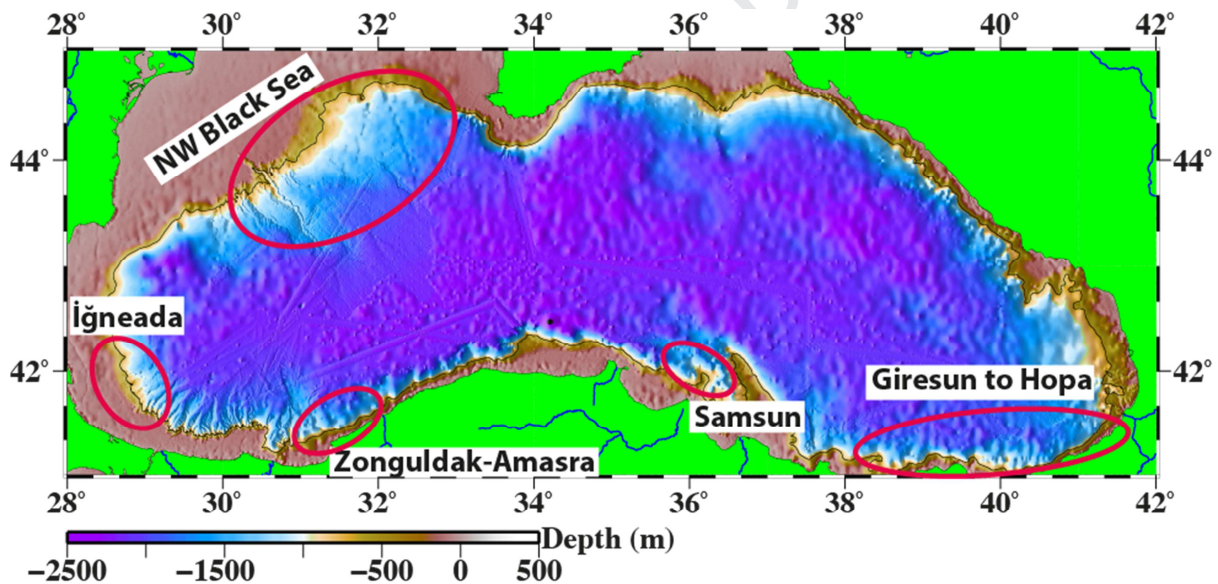 28° 30° 32° 34° 36° 38° 40° 42°
NW Black Sea
44° 44°
İğneada
42° 42°
Giresun to Hopa
Samsun
Zonguldak-Amasra
28° 30° 32° 34° 36° 38° 40° 42°
Depth (m)
−2500 −1500 −500 0 500